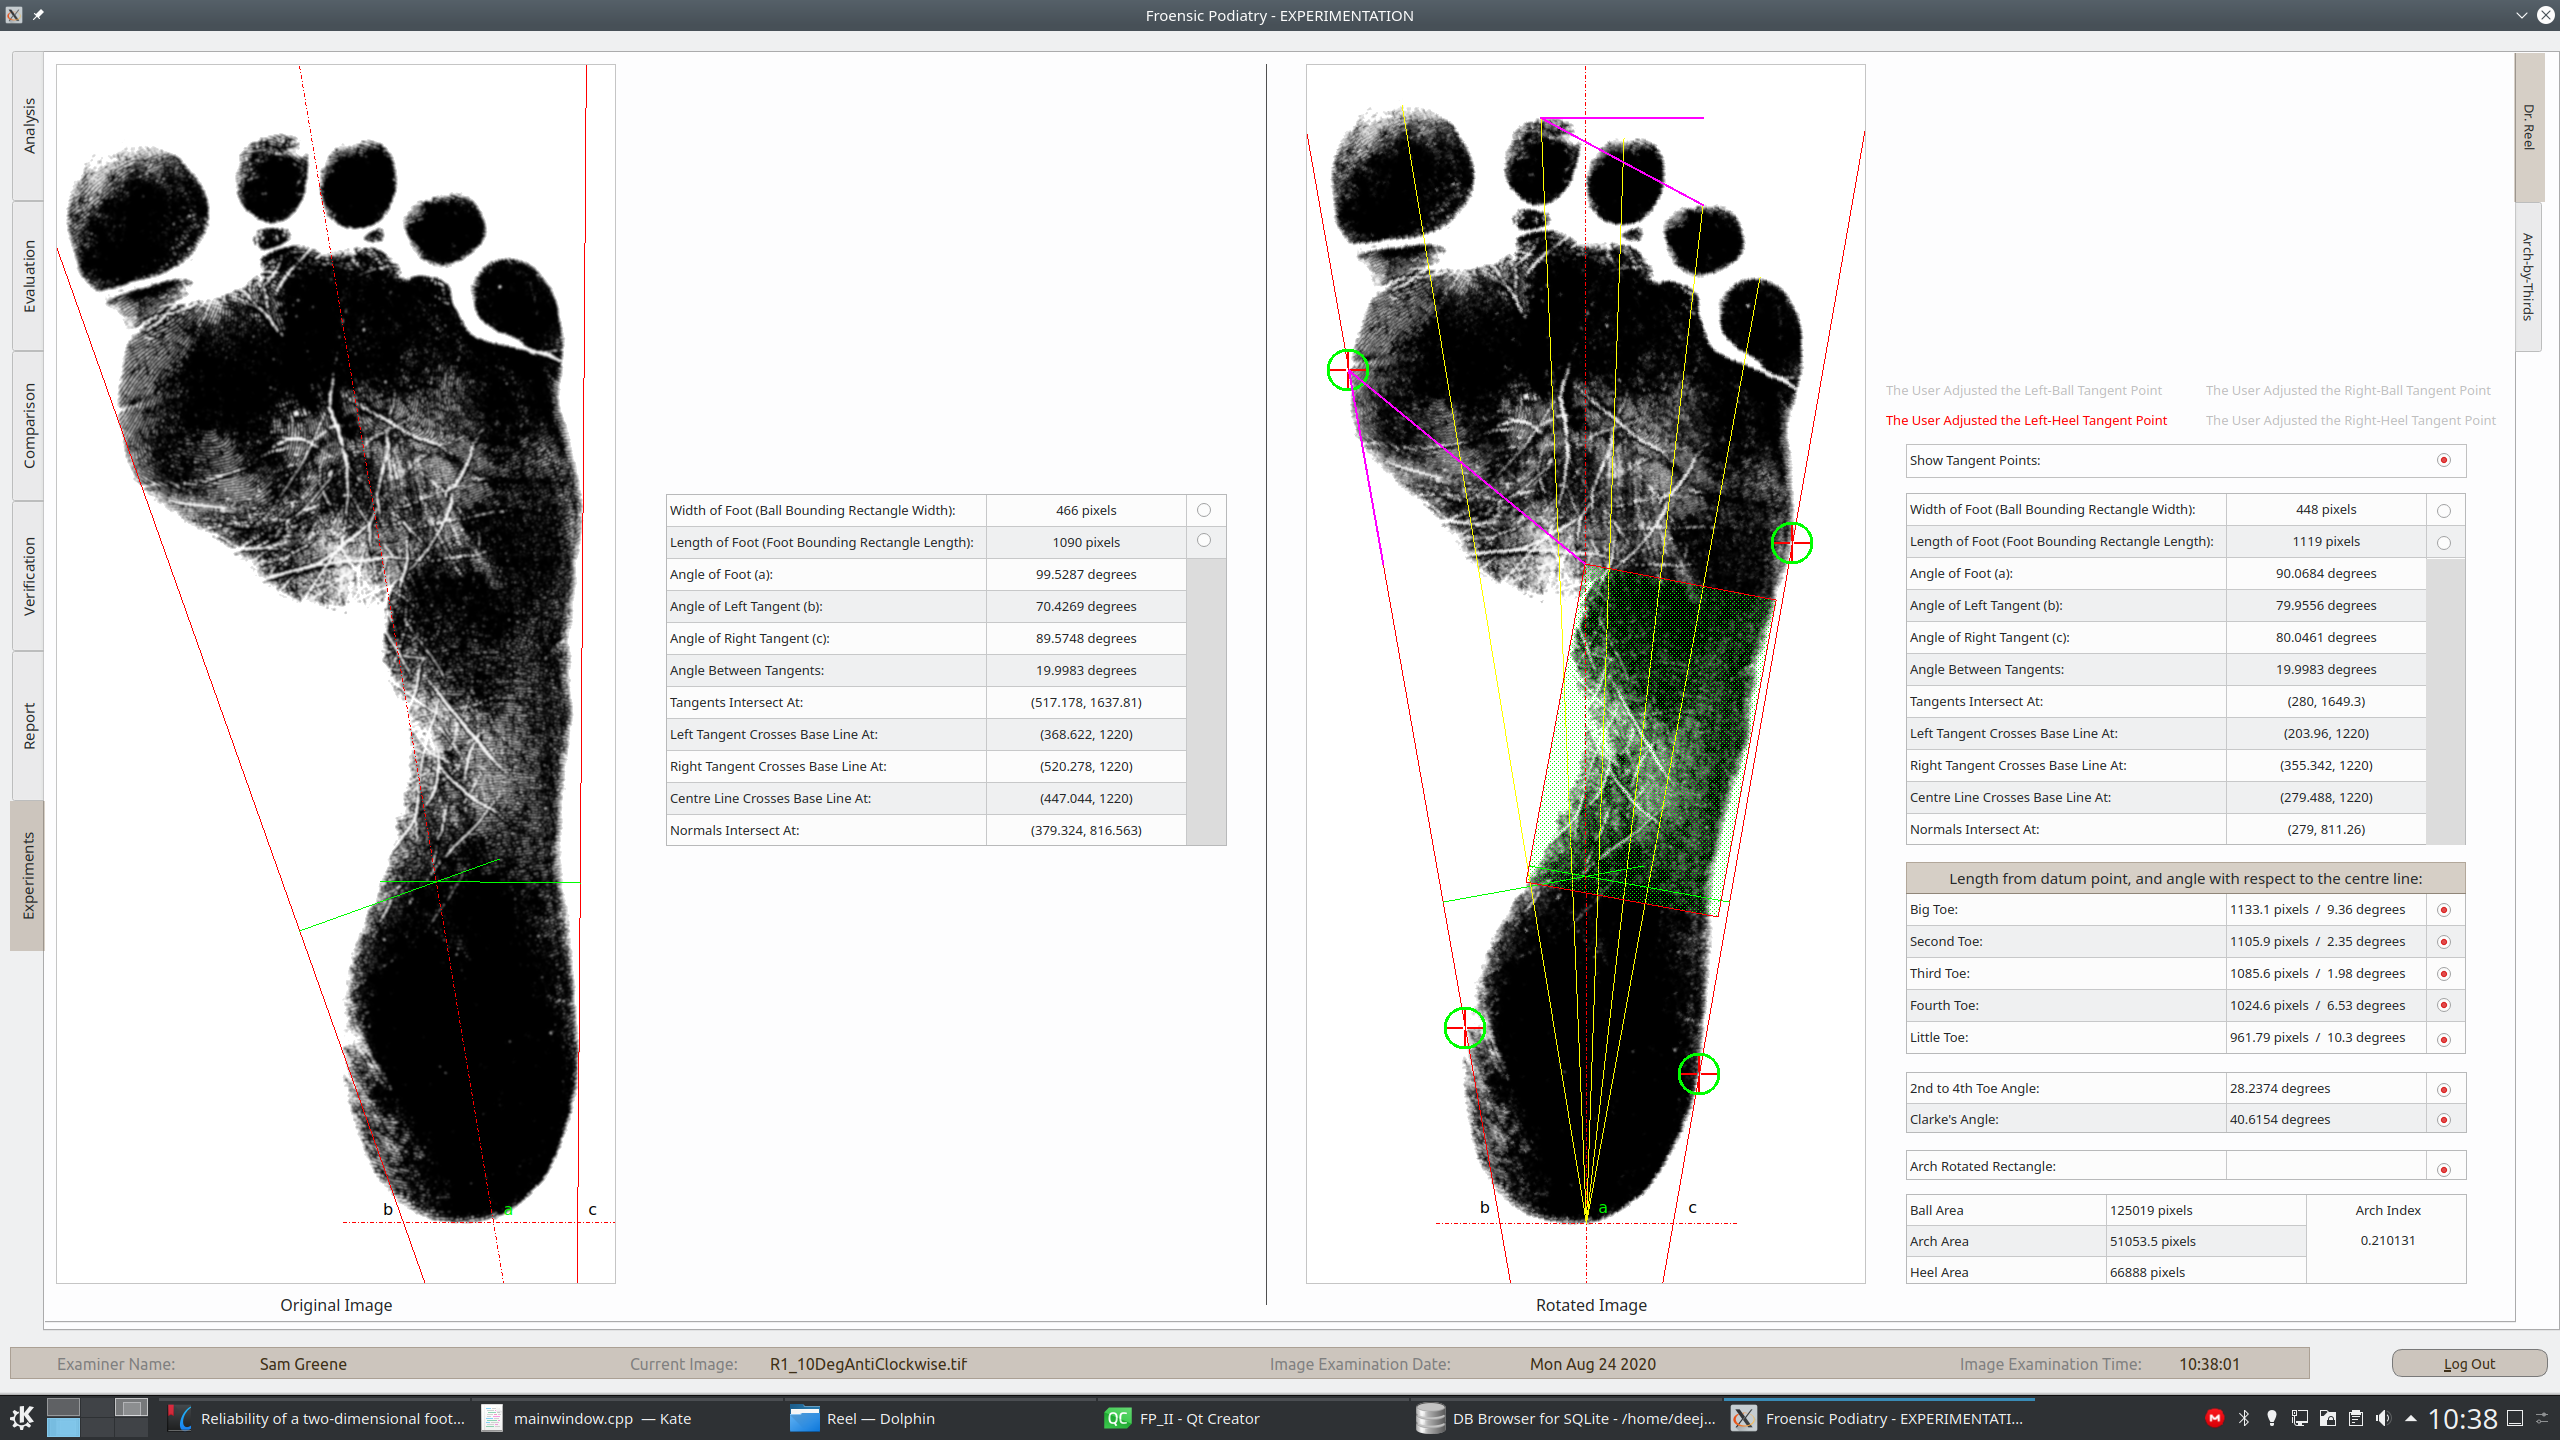 Froensic Podiatry - EXPERIMENTATION
Analysis
Evaluation
Comparison
Verification
Report
Experiments
b
a
c
Original Image
Width of Foot (Ball Bounding Rectangle Width): 466 pixels
Length of Foot (Foot Bounding Rectangle Length): 1090 pixels
Angle of Foot (a): 99.5287 degrees
Angle of Left Tangent (b): 70.4269 degrees
Angle of Right Tangent (c): 89.5748 degrees
Angle Between Tangents: 19.9983 degrees
Tangents Intersect At: (517.178, 1637.81)
Left Tangent Crosses Base Line At: (368.622, 1220)
Right Tangent Crosses Base Line At: (520.278, 1220)
Centre Line Crosses Base Line At: (447.044, 1220)
Normals Intersect At: (379.324, 816.563)
b
a
c
Rotated Image
Dr. Reel
Arch-by-Thirds
The User Adjusted the Left-Ball Tangent Point The User Adjusted the Right-Ball Tangent Point
The User Adjusted the Left-Heel Tangent Point The User Adjusted the Right-Heel Tangent Point
Show Tangent Points:
Width of Foot (Ball Bounding Rectangle Width): 448 pixels
Length of Foot (Foot Bounding Rectangle Length): 1119 pixels
Angle of Foot (a): 90.0684 degrees
Angle of Left Tangent (b): 79.9556 degrees
Angle of Right Tangent (c): 80.0461 degrees
Angle Between Tangents: 19.9983 degrees
Tangents Intersect At: (280, 1649.3)
Left Tangent Crosses Base Line At: (203.96, 1220)
Right Tangent Crosses Base Line At: (355.342, 1220)
Centre Line Crosses Base Line At: (279.488, 1220)
Normals Intersect At: (279, 811.26)
Length from datum point, and angle with respect to the centre line:
Big Toe: 1133.1 pixels / 9.36 degrees
Second Toe: 1105.9 pixels / 2.35 degrees
Third Toe: 1085.6 pixels / 1.98 degrees
Fourth Toe: 1024.6 pixels / 6.53 degrees
Little Toe: 961.79 pixels / 10.3 degrees
2nd to 4th Toe Angle: 28.2374 degrees
Clarke's Angle: 40.6154 degrees
Arch Rotated Rectangle:
Ball Area 125019 pixels Arch Index
Arch Area 51053.5 pixels 0.210131
Heel Area 66888 pixels
Examiner Name: Sam Greene Current Image: R1_10DegAntiClockwise.tif Image Examination Date: Mon Aug 24 2020 Image Examination Time: 10:38:01
Log Out
Reliability of a two-dimensional foot... mainwindow.cpp — Kate Reel — Dolphin QC FP_II - Qt Creator DB Browser for SQLite - /home/deej... Froensic Podiatry - EXPERIMENTATI... 10:38